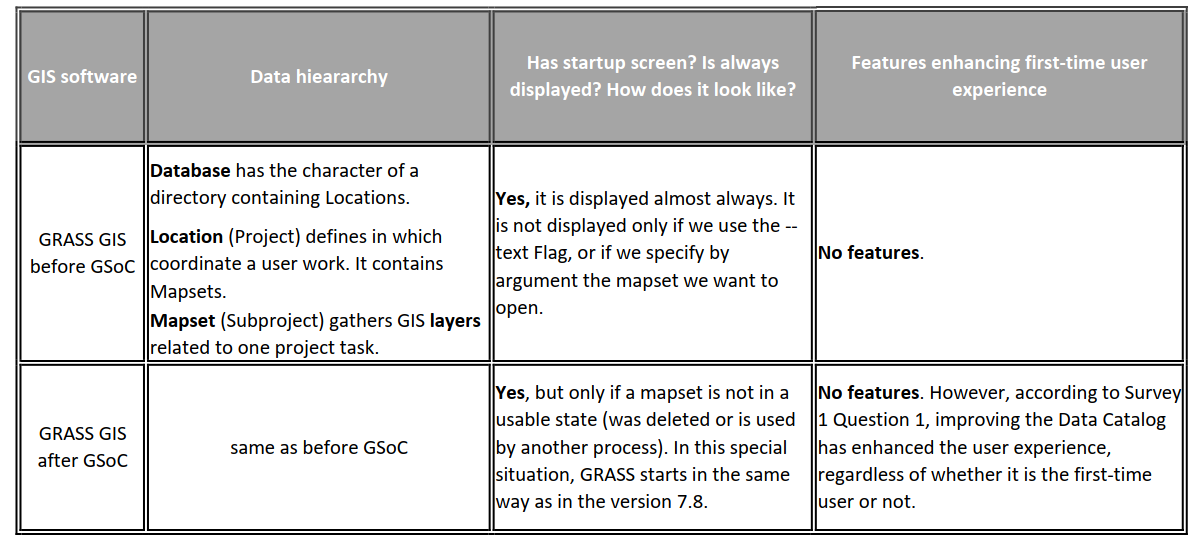 GIS software
Data hieararchy
Has startup screen? Is always
displayed? How does it look like?
Features enhancing first-time user
experience
GRASS GIS
before GSoC
Database has the character of a
directory containing Locations.
Location (Project) defines in which
coordinate a user work. It contains
Mapsets.
Mapset (Subproject) gathers GIS layers
related to one project task.
Yes, it is displayed almost always. It
is not displayed only if we use the --
text Flag, or if we specify by
argument the mapset we want to
open.
No features.
GRASS GIS
after GSoC
same as before GSoC
Yes, but only if a mapset is not in a
usable state (was deleted or is used
by another process). In this special
situation, GRASS starts in the same
way as in the version 7.8.
No features. However, according to Survey
1 Question 1, improving the Data Catalog
has enhanced the user experience,
regardless of whether it is the first-time
user or not.